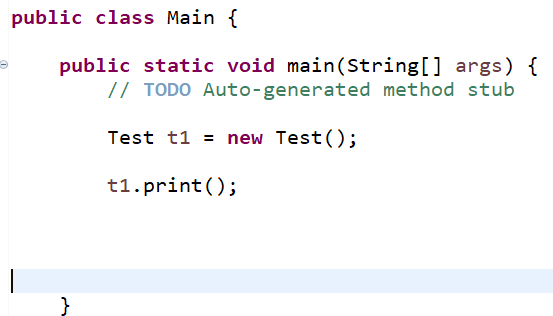 public class Main {
public static void main(String[] args) {
// TODO Auto-generated method stub
Test t1 = new Test();
t1.print();
}